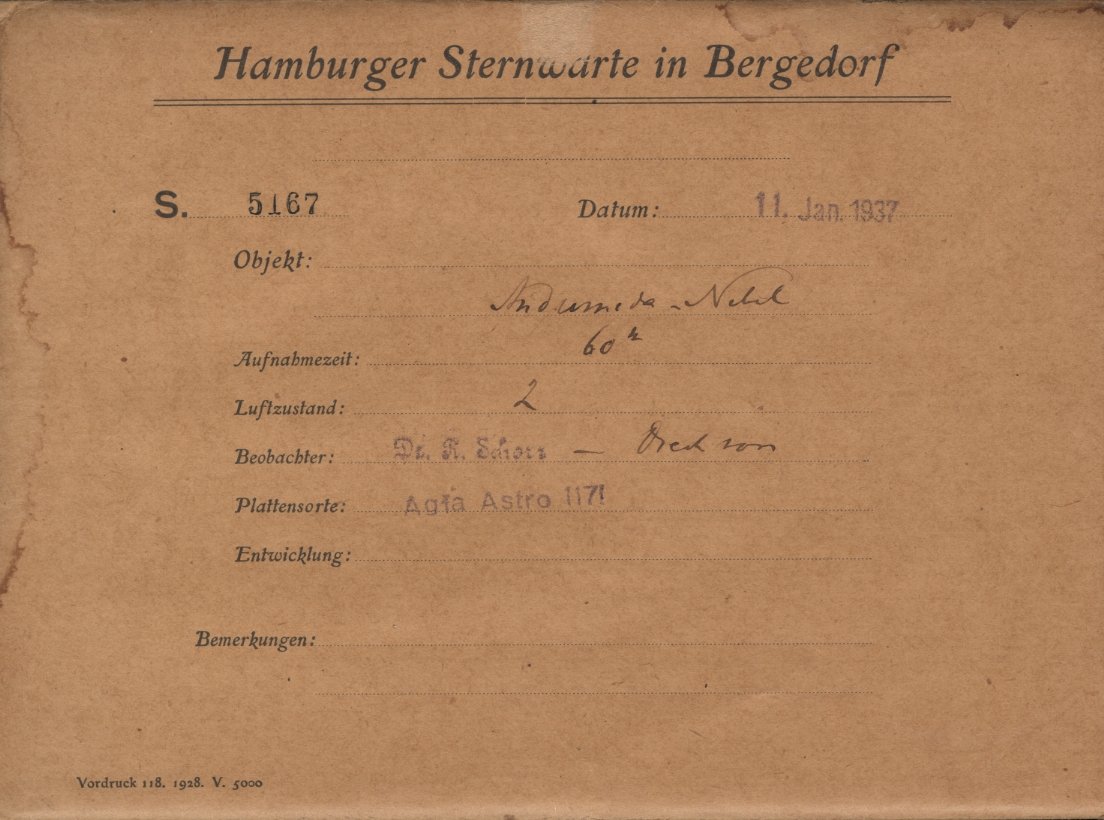 Hamburger Sternwarte in Bergedorf
S. 5167 Datum: 11. Jan. 1937
Objekt:
Andromeda-Nebel
Aufnahmezeit: 60m
Luftzustand: 2
Beobachter: Dr. K. Schorr —
Plattensorte: Agfa Astro 1171
Entwicklung:
Bemerkungen:
Vordruck 118. 1928. V. 5000